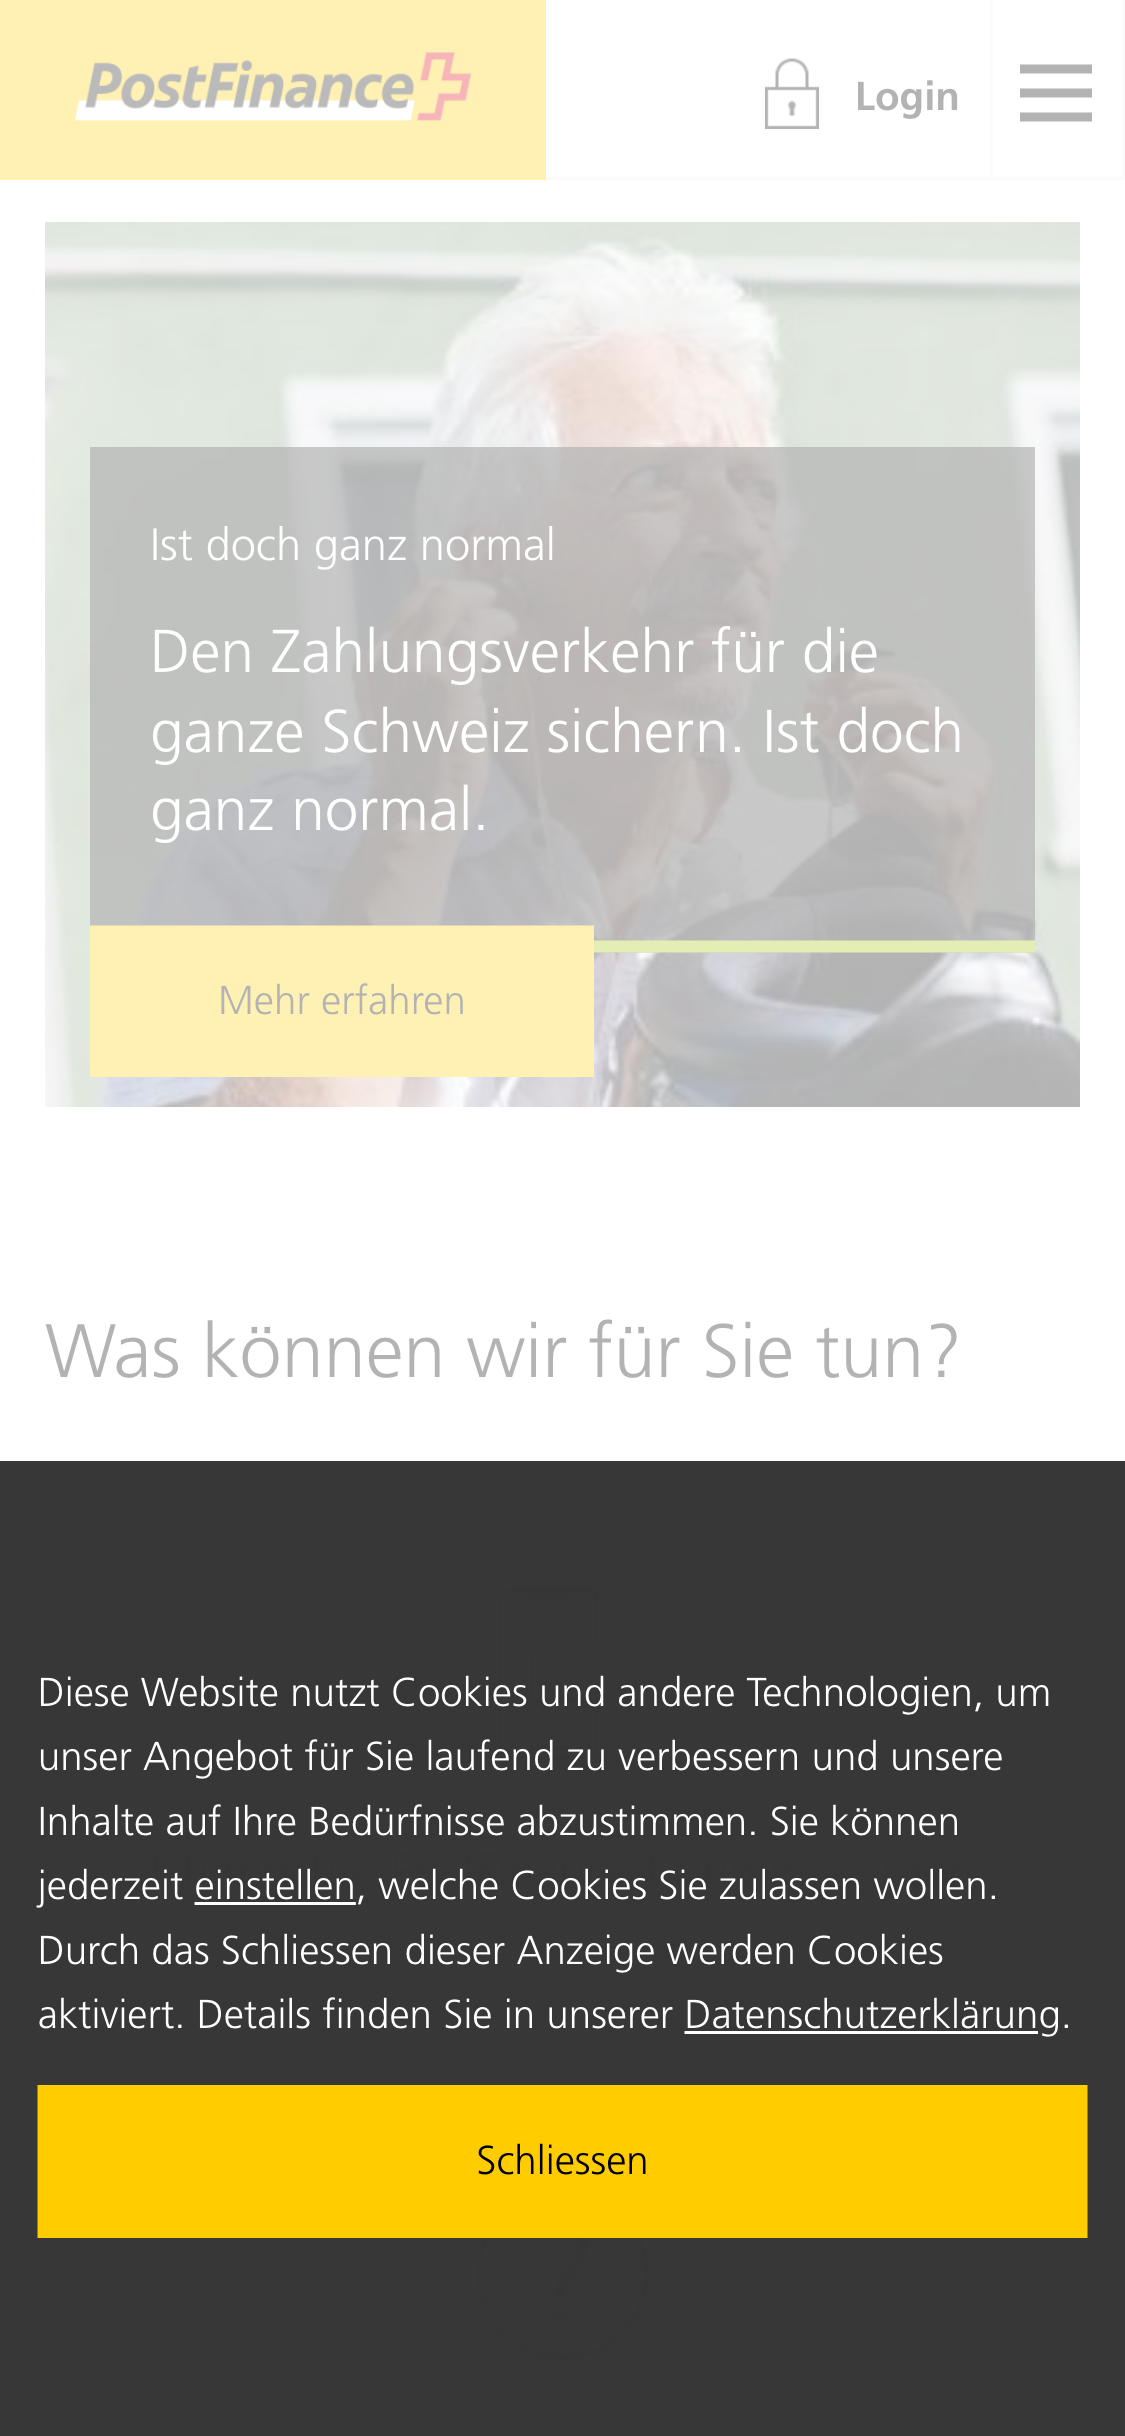 PostFinance
Login
Ist doch ganz normal
Den Zahlungsverkehr für die
ganze Schweiz sichern. Ist doch
ganz normal.
Mehr erfahren
Was können wir für Sie tun?
Diese Website nutzt Cookies und andere Technologien, um
unser Angebot für Sie laufend zu verbessern und unsere
Inhalte auf Ihre Bedürfnisse abzustimmen. Sie können
jederzeit einstellen, welche Cookies Sie zulassen wollen.
Durch das Schliessen dieser Anzeige werden Cookies
aktiviert. Details finden Sie in unserer Datenschutzerklärung.
Schliessen